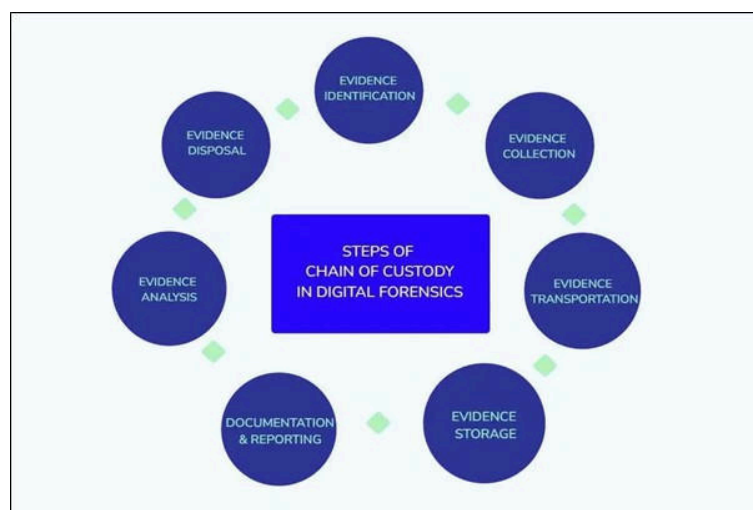 EVIDENCE
IDENTIFICATION
EVIDENCE
COLLECTION
EVIDENCE
TRANSPORTATION
EVIDENCE
STORAGE
DOCUMENTATION
& REPORTING
EVIDENCE
ANALYSIS
EVIDENCE
DISPOSAL
STEPS OF
CHAIN OF CUSTODY
IN DIGITAL FORENSICS